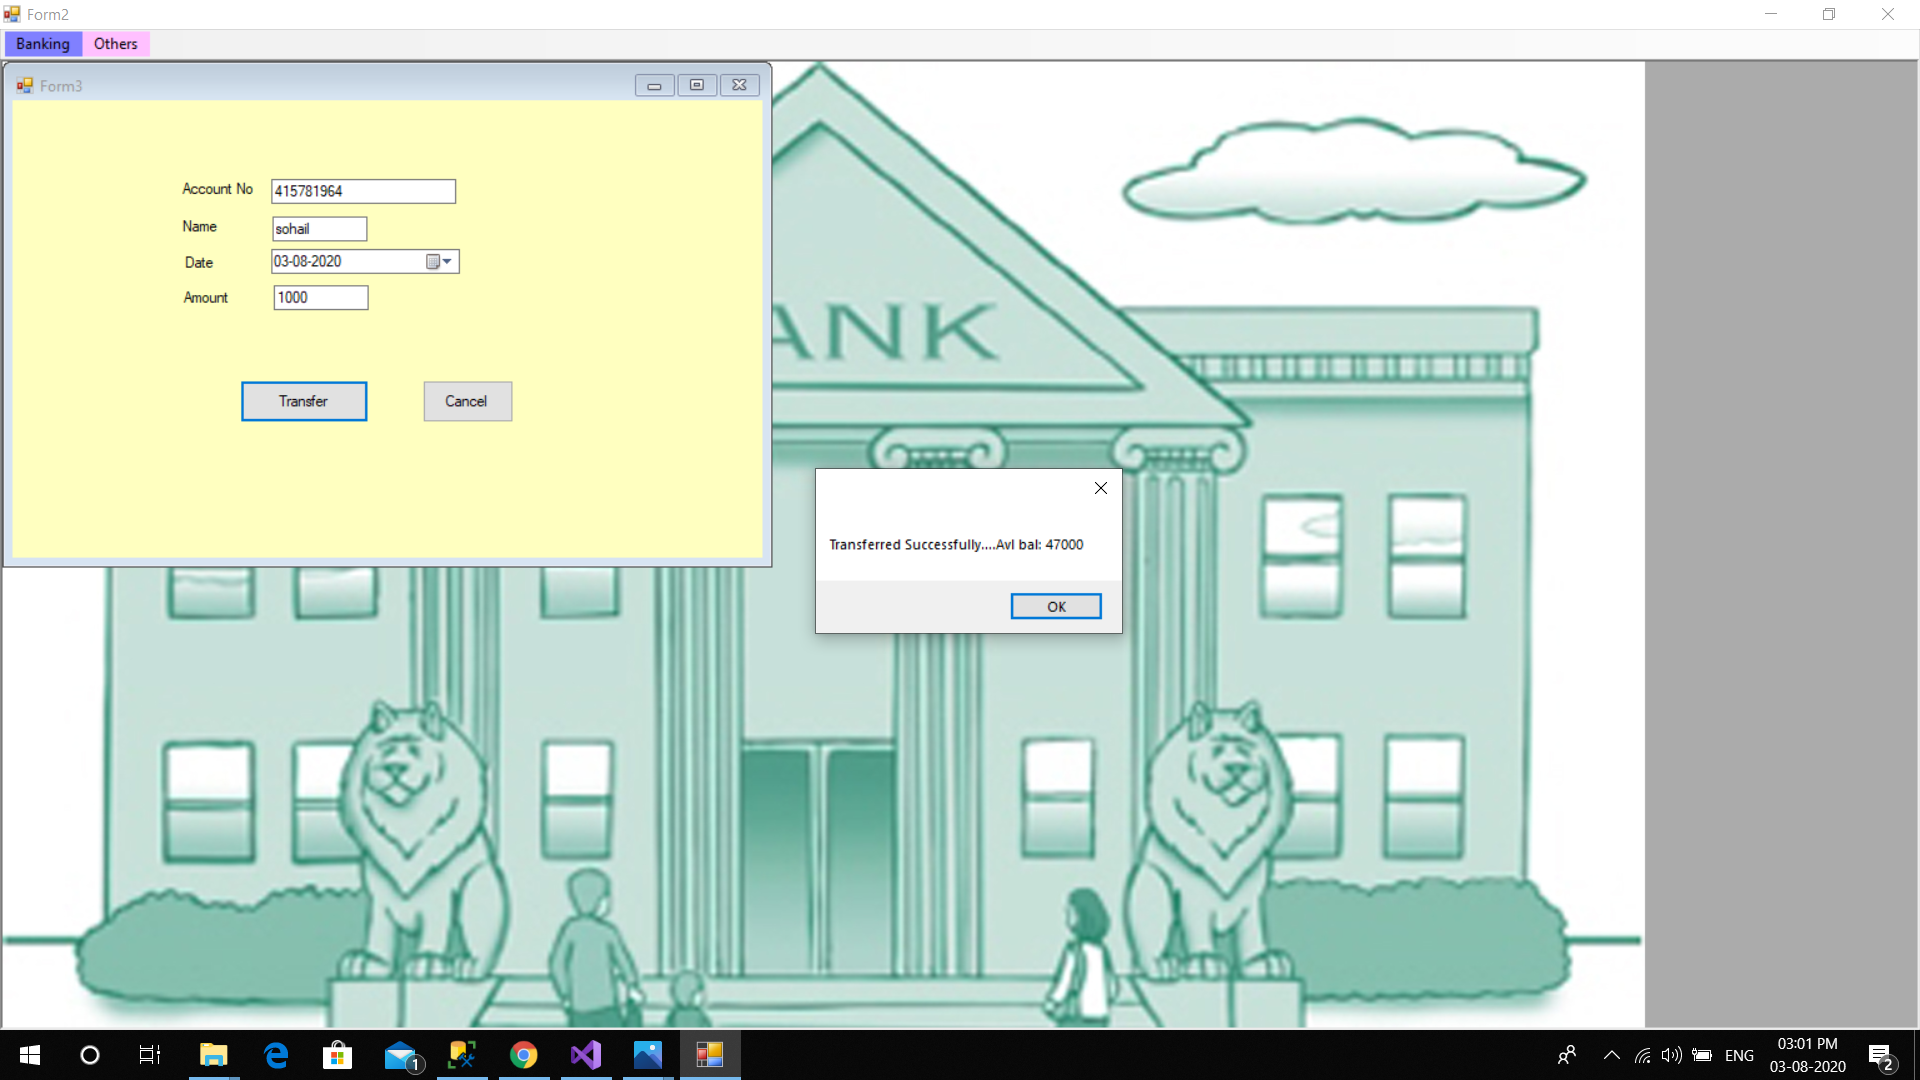 Form2
Banking Others
Form3
Account No 415781964
Name sohail
Date 03-08-2020
Amount 1000
Transfer Cancel
ANK
Transferred Successfully....Avl bal: 47000
OK
1
ENG
03:01 PM
03-08-2020
2